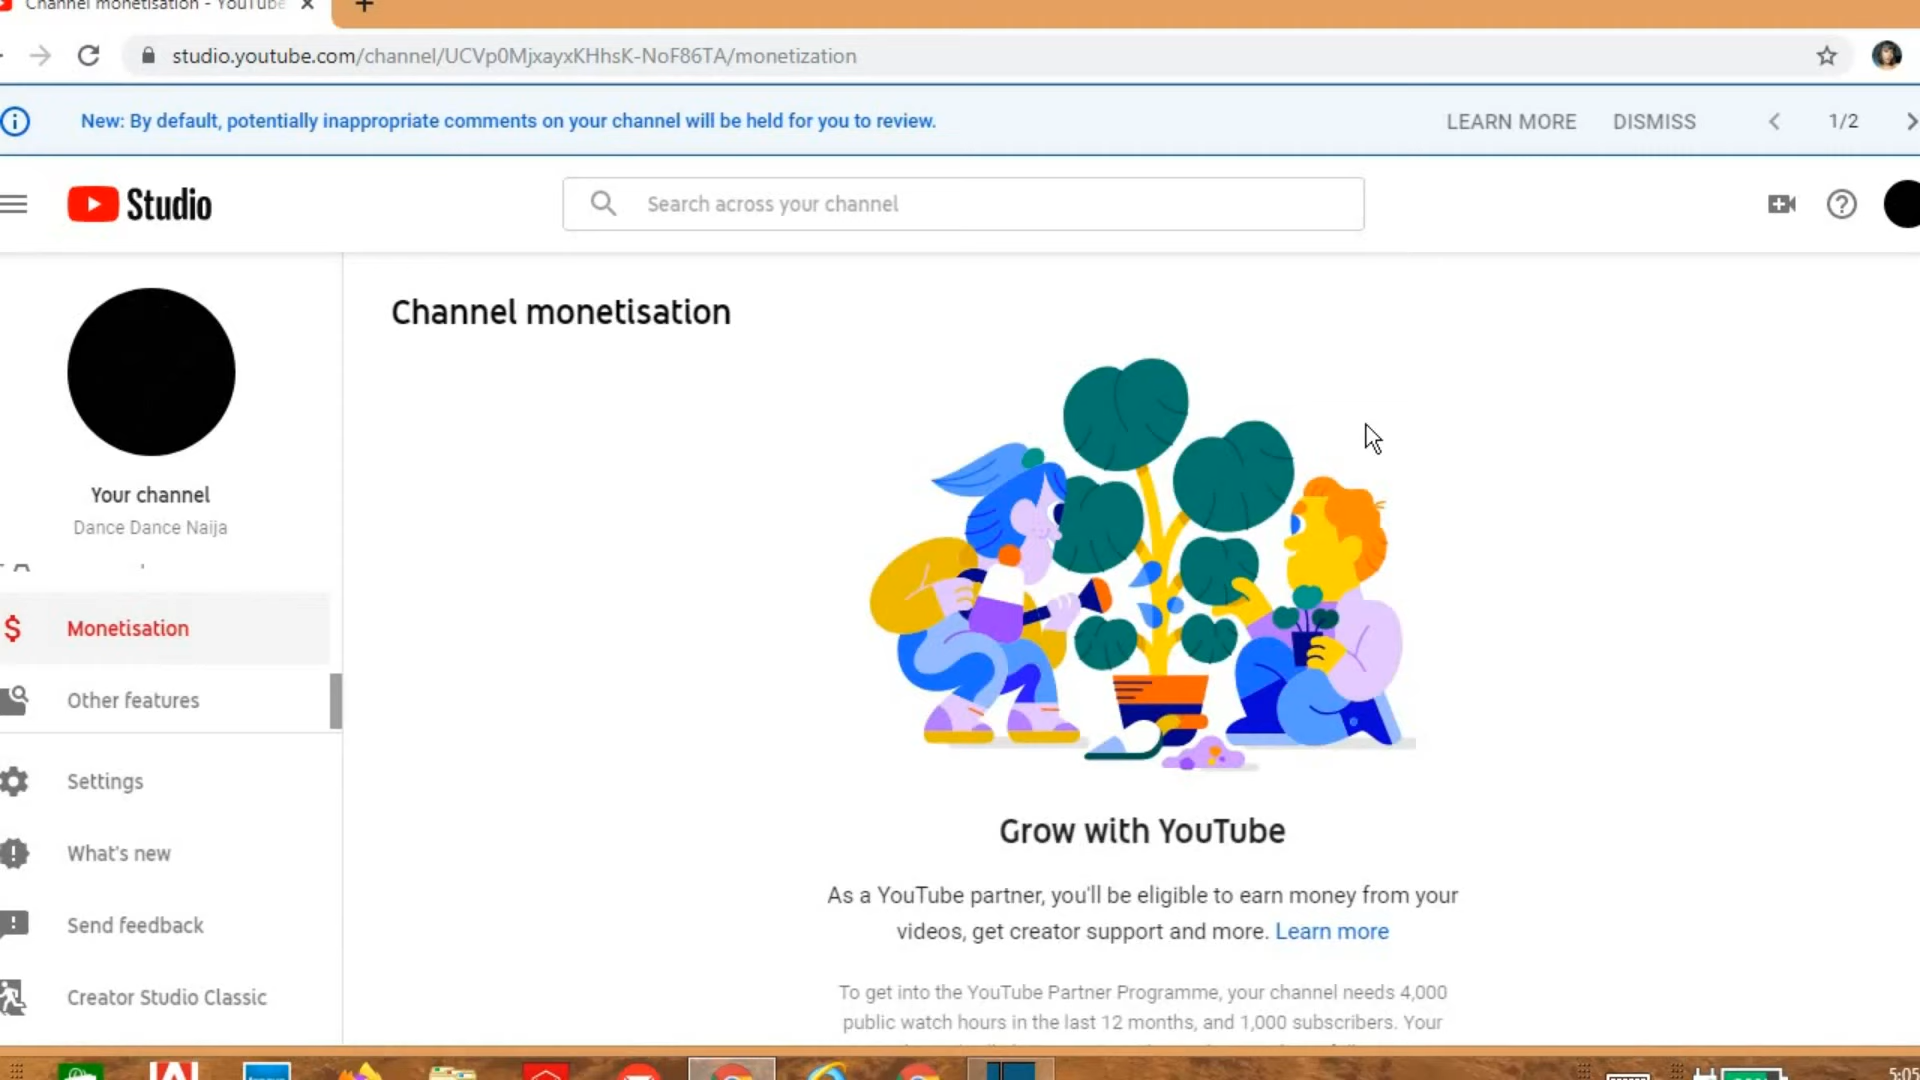 Channel monetisation - YouTube
studio.youtube.com/channel/UCVp0MjxayxKHhsK-NoF86TA/monetization
New: By default, potentially inappropriate comments on your channel will be held for you to review.
LEARN MORE
DISMISS
1/2
Studio
Search across your channel
Channel monetisation
Your channel
Dance Dance Naija
Monetisation
Other features
Settings
What's new
Send feedback
Creator Studio Classic
Grow with YouTube
As a YouTube partner, you'll be eligible to earn money from your
videos, get creator support and more. Learn more
To get into the YouTube Partner Programme, your channel needs 4,000
public watch hours in the last 12 months, and 1,000 subscribers. Your
5:05